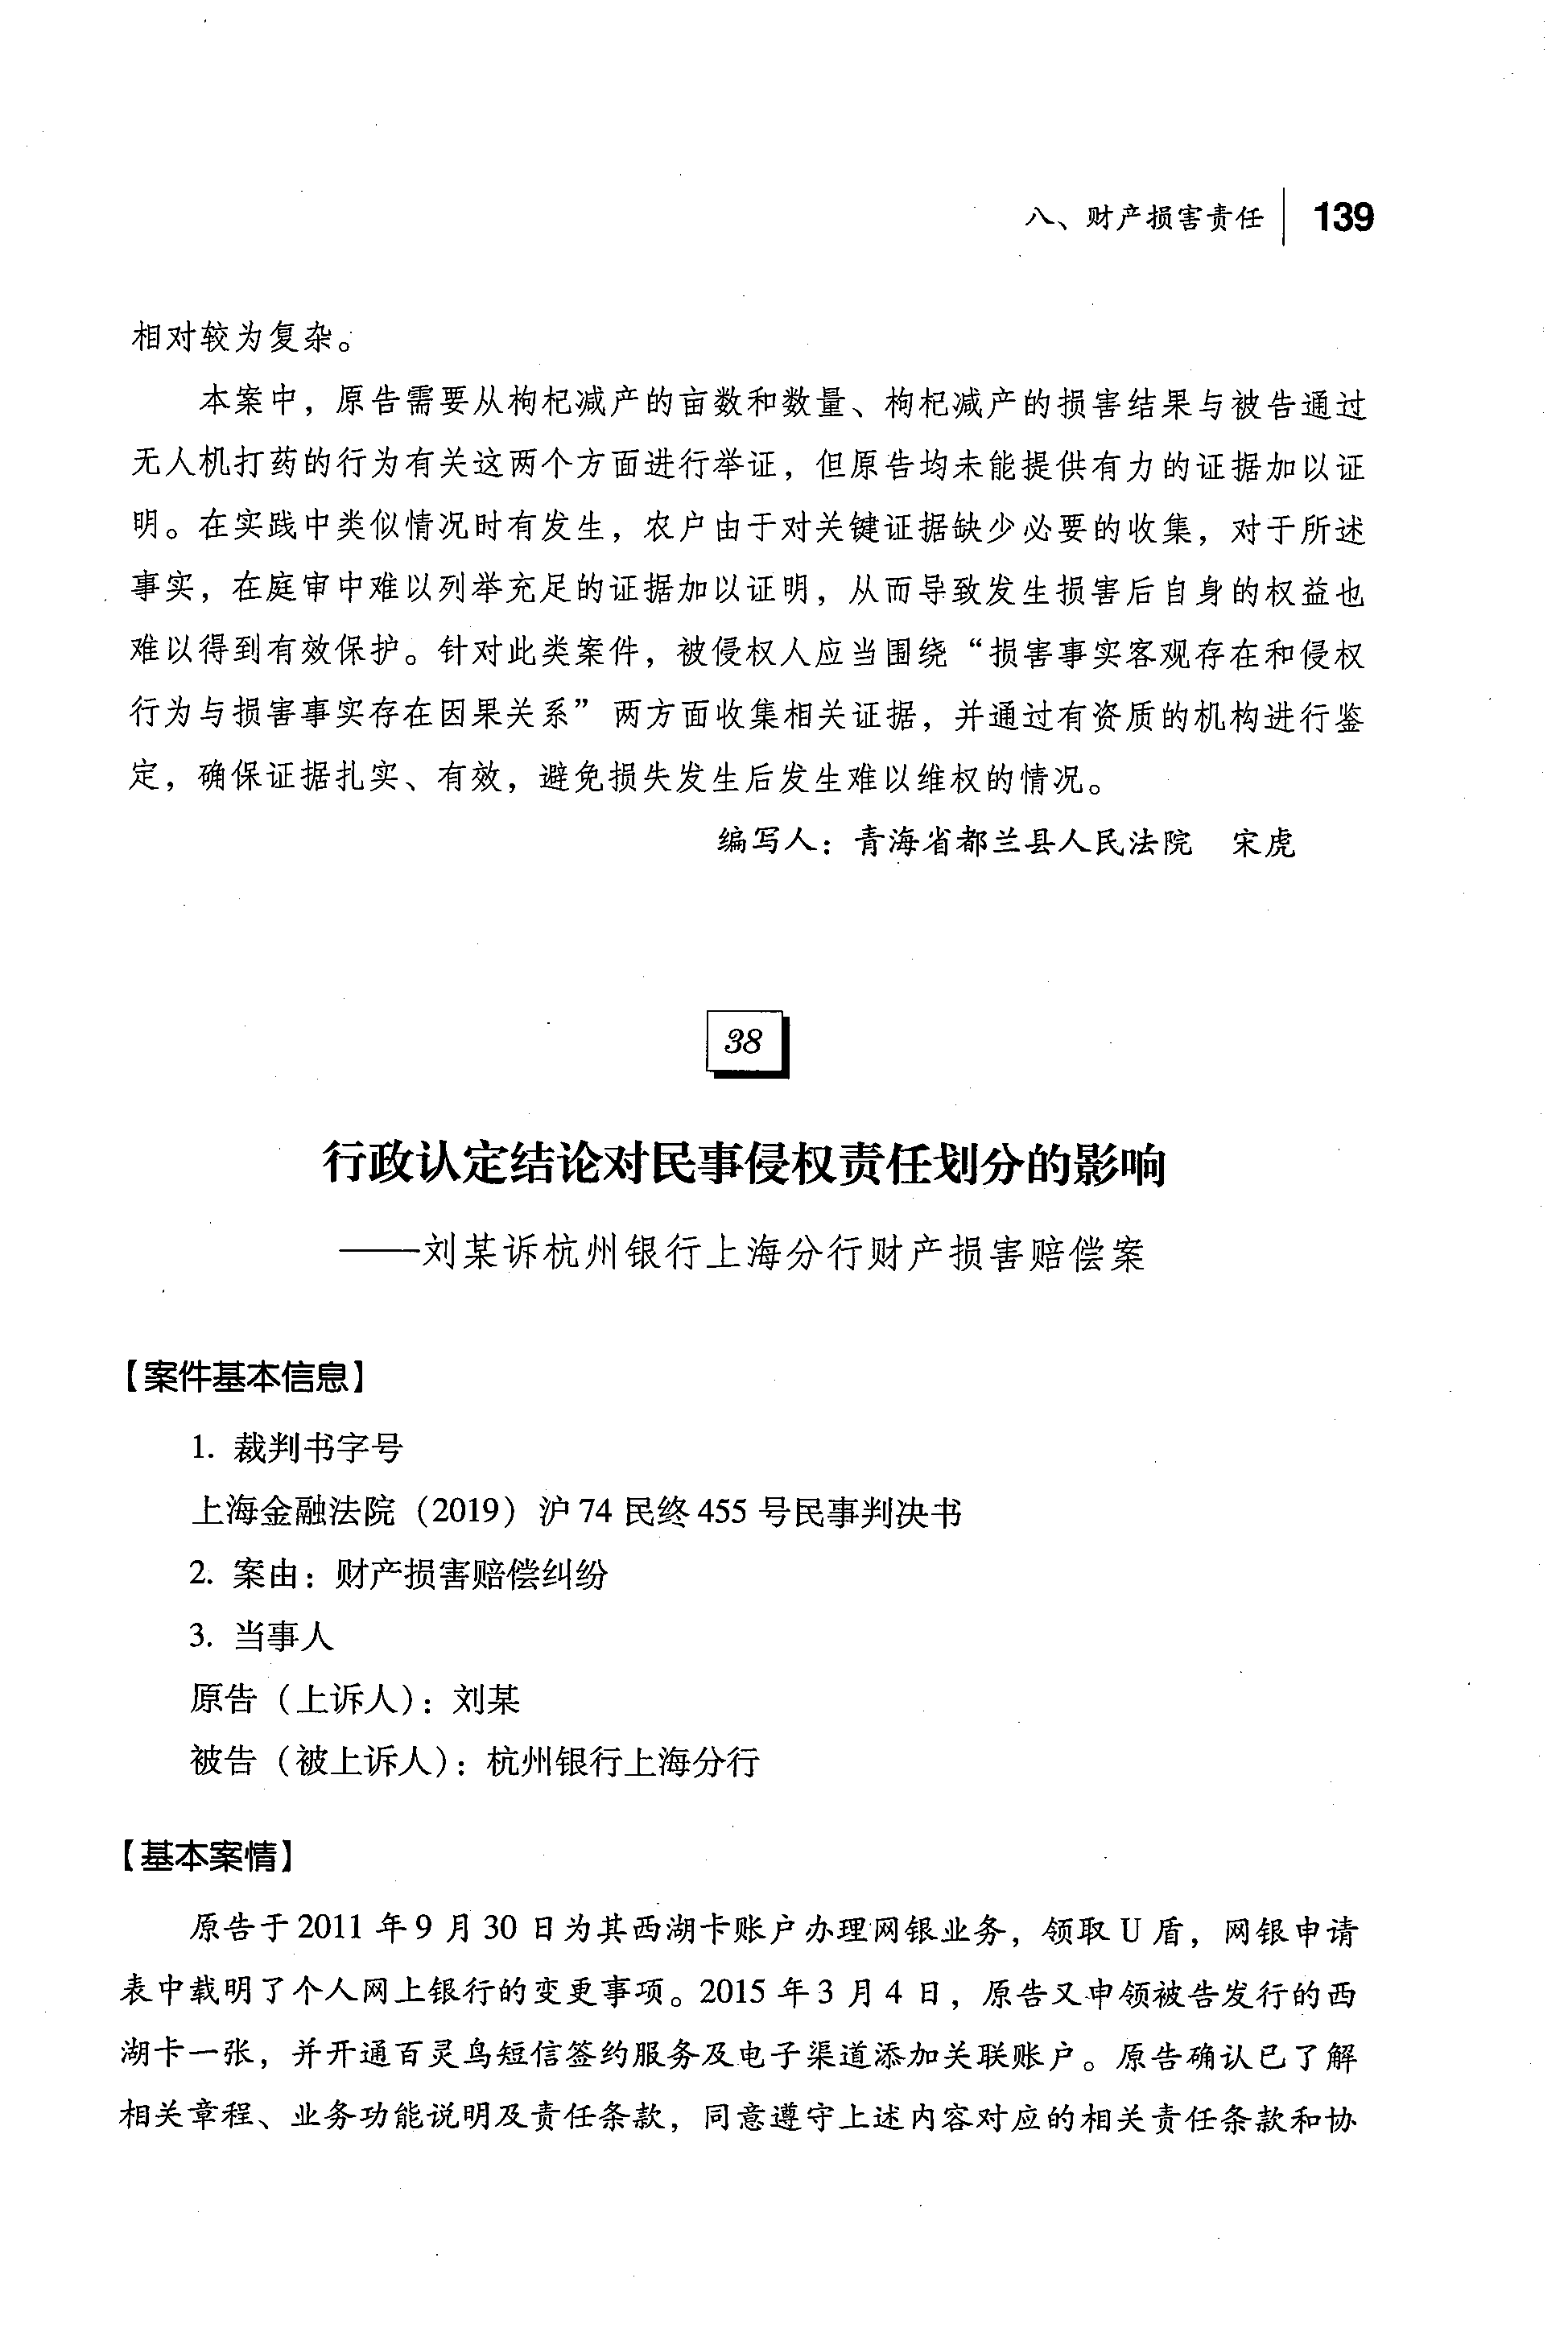 八、财产损害责任 139
相对较为复杂。
本案中，原告需要从枸杞减产的亩数和数量、枸杞减产的损害结果与被告通过
无人机打药的行为有关这两个方面进行举证，但原告均未能提供有力的证据加以证
明。在实践中类似情况时有发生，农户由于对关键证据缺少必要的收集，对于所述
事实，在庭审中难以列举充足的证据加以证明，从而导致发生损害后自身的权益也
难以得到有效保护。针对此类案件，被侵权人应当围绕“损害事实客观存在和侵权
行为与损害事实存在因果关系”两方面收集相关证据，并通过有资质的机构进行鉴
定，确保证据扎实、有效，避免损失发生后发生难以维权的情况。
编写人：青海省都兰县人民法院 宋虎
38
行政认定结论对民事侵权责任划分的影响
——刘某诉杭州银行上海分行财产损害赔偿案
【案件基本信息】
1. 裁判书字号
上海金融法院（2019）沪74民终455号民事判决书
2. 案由：财产损害赔偿纠纷
3. 当事人
原告（上诉人）：刘某
被告（被上诉人）：杭州银行上海分行
【基本案情】
原告于2011年9月30日为其西湖卡账户办理网银业务，领取U盾，网银申请
表中载明了个人网上银行的变更事项。2015年3月4日，原告又申领被告发行的西
湖卡一张，并开通百灵鸟短信签约服务及电子渠道添加关联账户。原告确认已了解
相关章程、业务功能说明及责任条款，同意遵守上述内容对应的相关责任条款和协